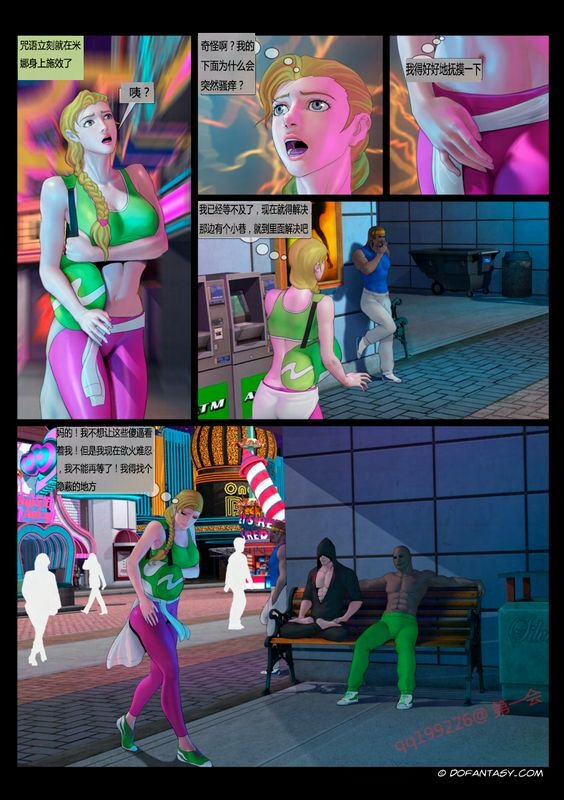 咒语立刻就在米
娜身上施效了
咦？
奇怪啊？我的
下面为什么会
突然骚痒？
我得好好地抚摸一下
我已经等不及了，现在就得解决
那边有个小巷，就到里面解决吧
ATM
A
妈的！我不想让这些傻逼看
着我！但是我现在欲火难忍
，我不能再等了！我得找个
隐蔽的地方
qq199226@ 第一会
© DOFANTASY.COM